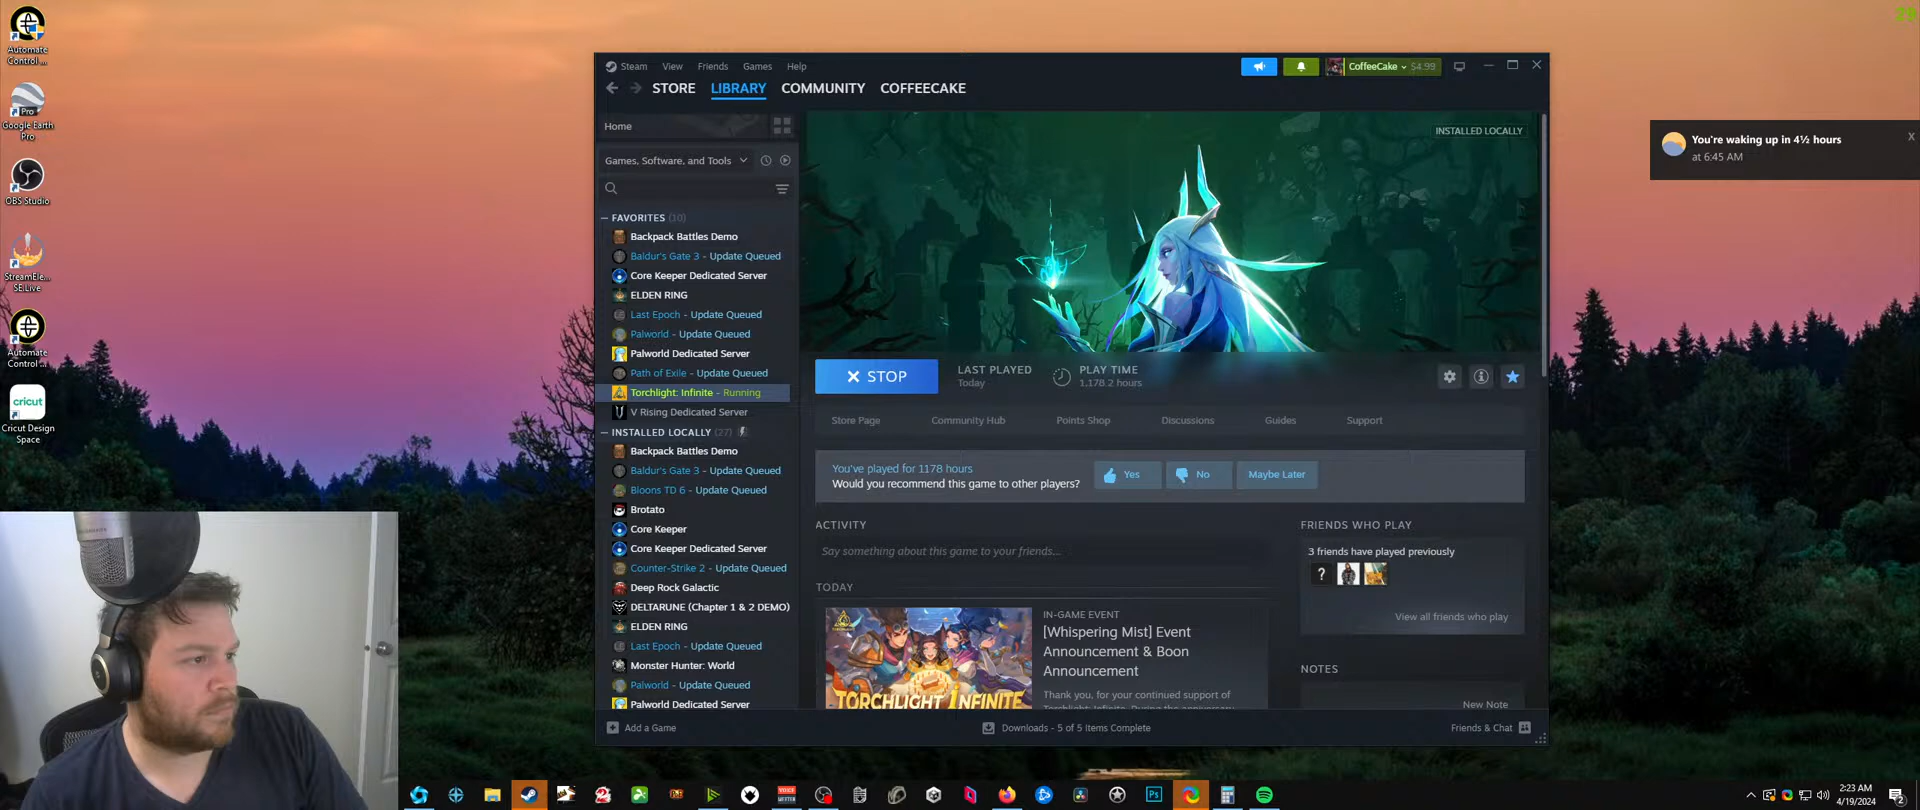 Automate
Control ...
Google Earth
Pro
OBS Studio
StreamEle...
SE.Live
Automate
Control ...
cricut
Cricut Design
Space
Steam View Friends Games Help
CoffeeCake $4.99
STORE LIBRARY COMMUNITY COFFEECAKE
Home
Games, Software, and Tools
FAVORITES (10)
Backpack Battles Demo
Baldur's Gate 3 - Update Queued
Core Keeper Dedicated Server
ELDEN RING
Last Epoch - Update Queued
Palworld - Update Queued
Palworld Dedicated Server
Path of Exile - Update Queued
Torchlight: Infinite - Running
V Rising Dedicated Server
INSTALLED LOCALLY (27)
Backpack Battles Demo
Baldur's Gate 3 - Update Queued
Bloons TD 6 - Update Queued
Brotato
Core Keeper
Core Keeper Dedicated Server
Counter-Strike 2 - Update Queued
Deep Rock Galactic
DELTARUNE (Chapter 1 & 2 DEMO)
ELDEN RING
Last Epoch - Update Queued
Monster Hunter: World
Palworld - Update Queued
Palworld Dedicated Server
Add a Game
INSTALLED LOCALLY
STOP
LAST PLAYED
Today
PLAY TIME
1,178.2 hours
Store Page Community Hub Points Shop Discussions Guides Support
You've played for 1178 hours
Would you recommend this game to other players?
Yes No Maybe Later
ACTIVITY
Say something about this game to your friends...
TODAY
TORCHLIGHT INFINITE
IN-GAME EVENT
[Whispering Mist] Event
Announcement & Boon
Announcement
Thank you, for your continued support of
Torchlight: Infinite. During the anniversary
FRIENDS WHO PLAY
3 friends have played previously
?
View all friends who play
NOTES
New Note
Downloads - 5 of 5 Items Complete
Friends & Chat
You're waking up in 4½ hours
at 6:45 AM
X
2:23 AM
4/19/2024
2